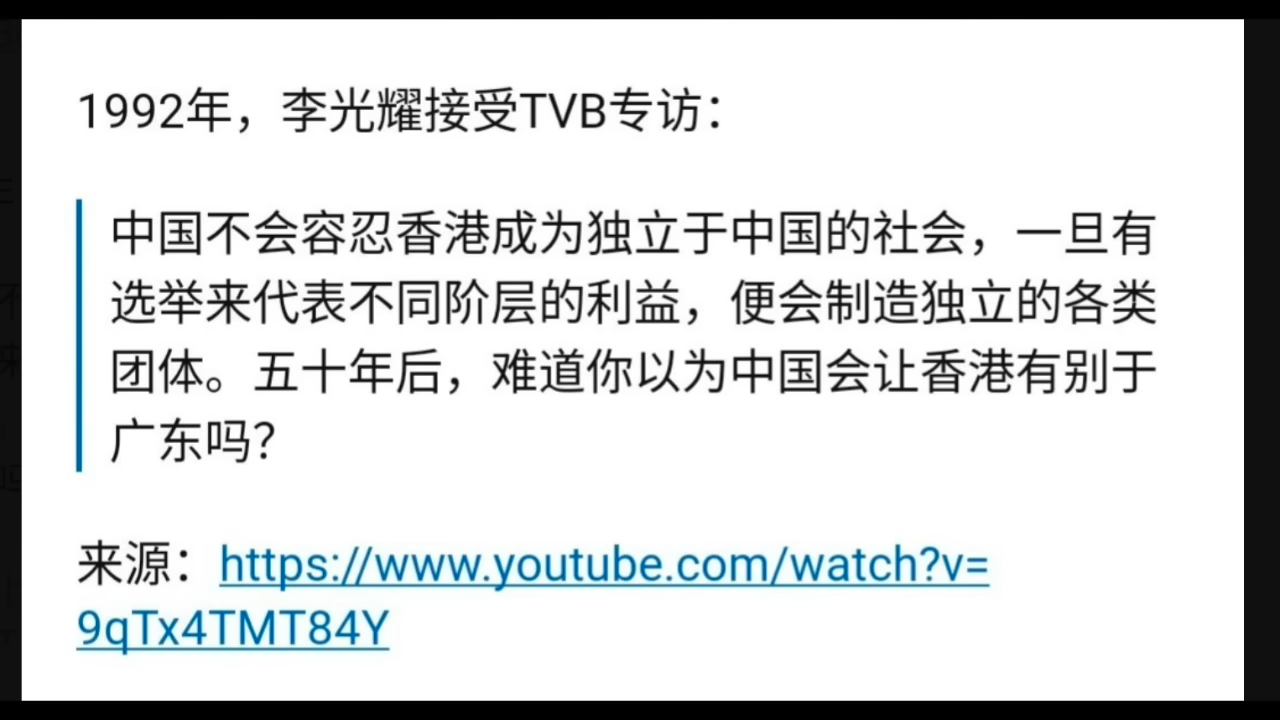 1992年，李光耀接受TVB专访：
中国不会容忍香港成为独立于中国的社会，一旦有
选举来代表不同阶层的利益，便会制造独立的各类
团体。五十年后，难道你以为中国会让香港有别于
广东吗？
来源：https://www.youtube.com/watch?v=
9qTx4TMT84Y